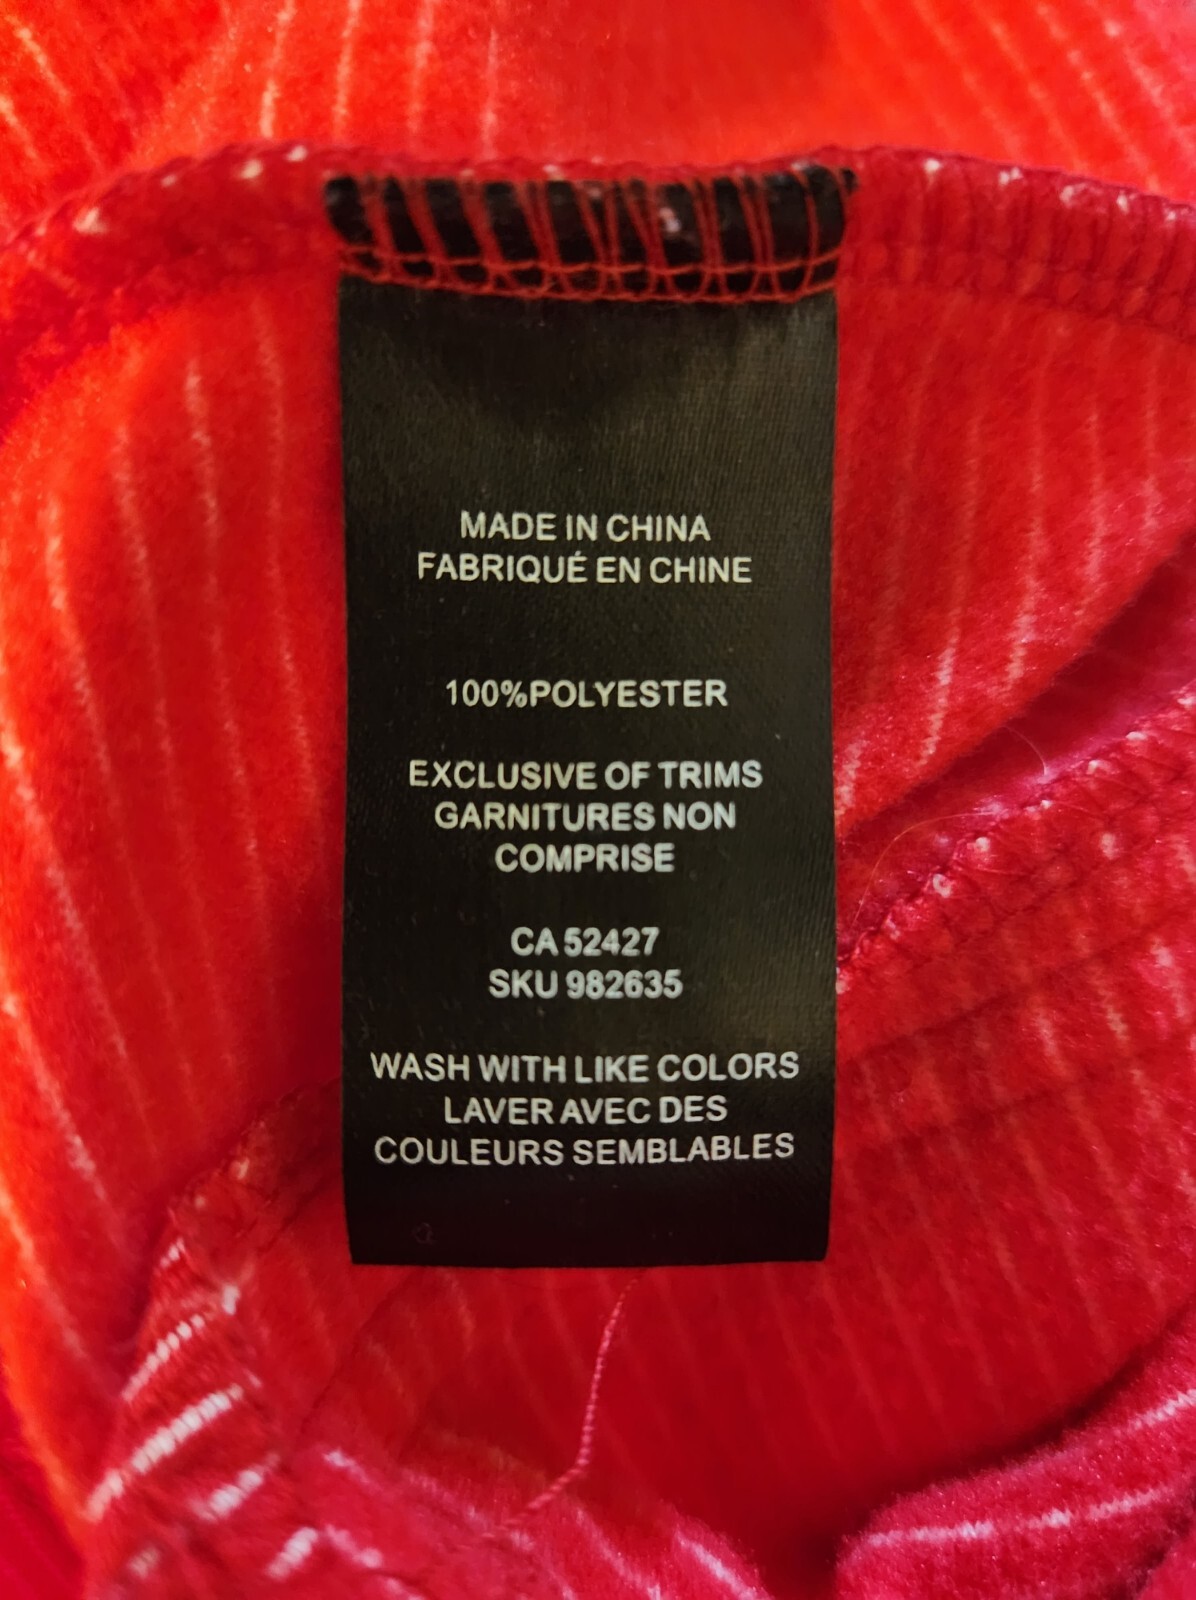 MADE IN CHINA
FABRIQUÉ EN CHINE
100%POLYESTER
EXCLUSIVE OF TRIMS
GARNITURES NON
COMPRISE
CA 52427
SKU 982635
WASH WITH LIKE COLORS
LAVER AVEC DES
COULEURS SEMBLABLES